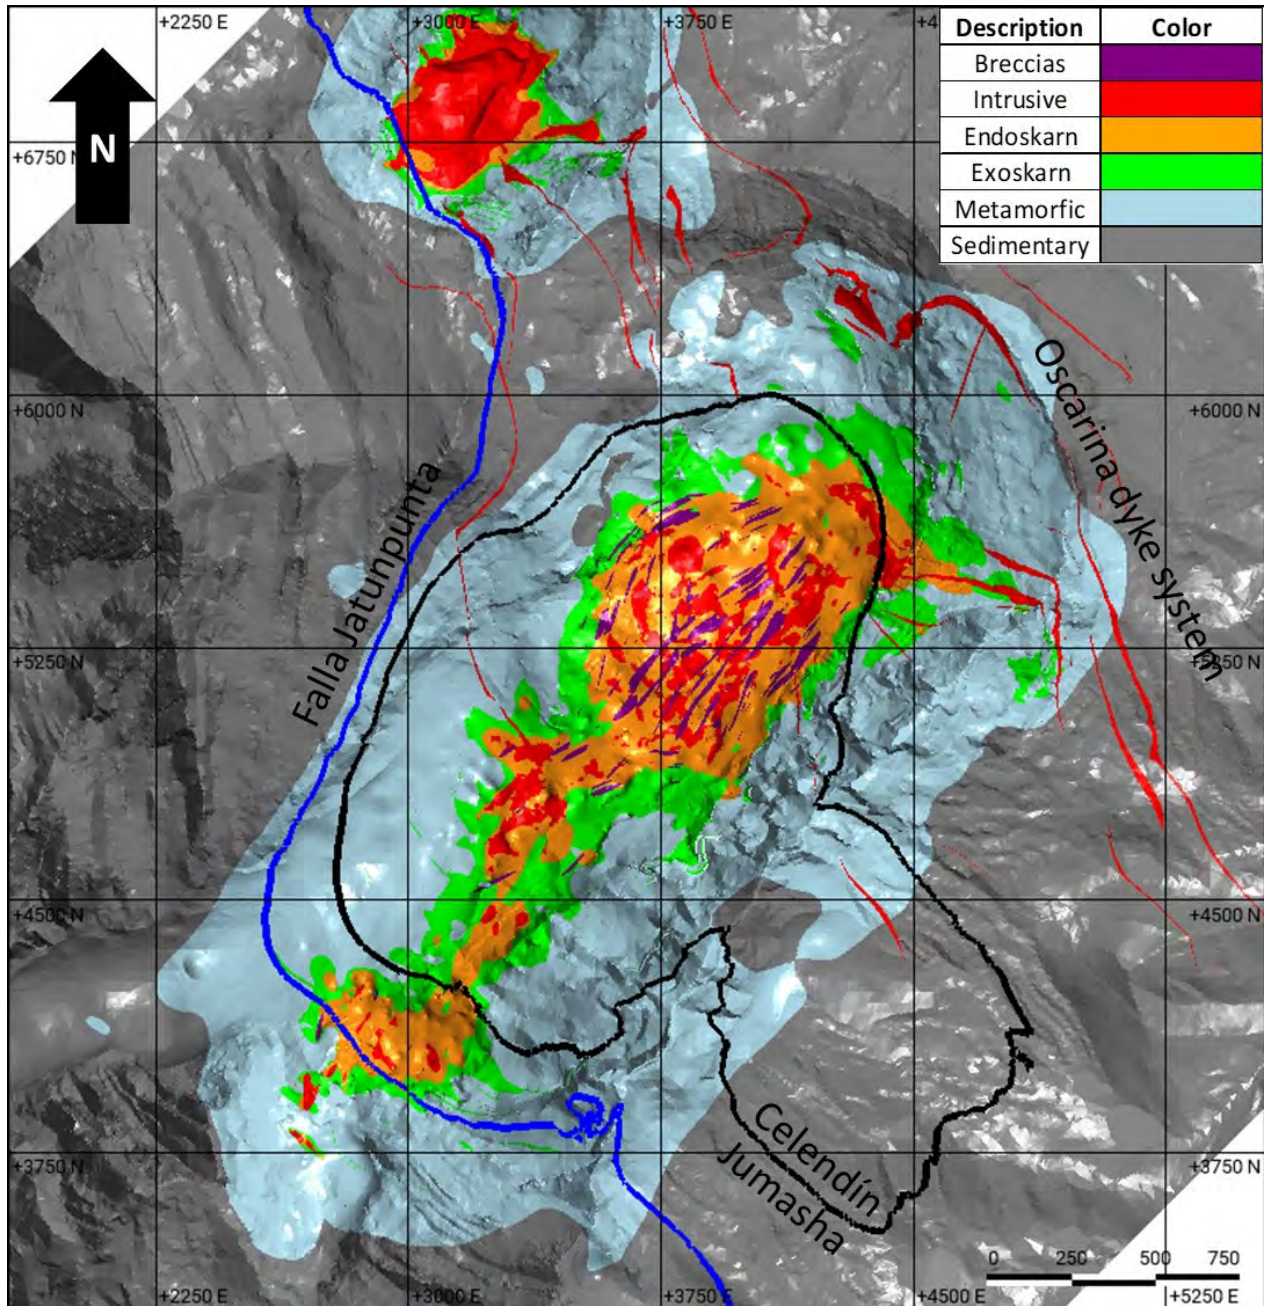 +2250 E
+3000 E
+3750 E
+4
Description Color
Breccias
Intrusive
Endoskarn
Exoskarn
Metamorfic
Sedimentary
N
+6750 N
+6000 N
+6000 N
Falla Jatunpunta
Oscarina dyke system
+5250 N
+5250 N
+4500 N
+4500 N
+3750 N
+3750 N
Celendín
Jumasha
0 250 500 750
+2250 E
+3000 E
+3750 E
+4500 E
+5250 E